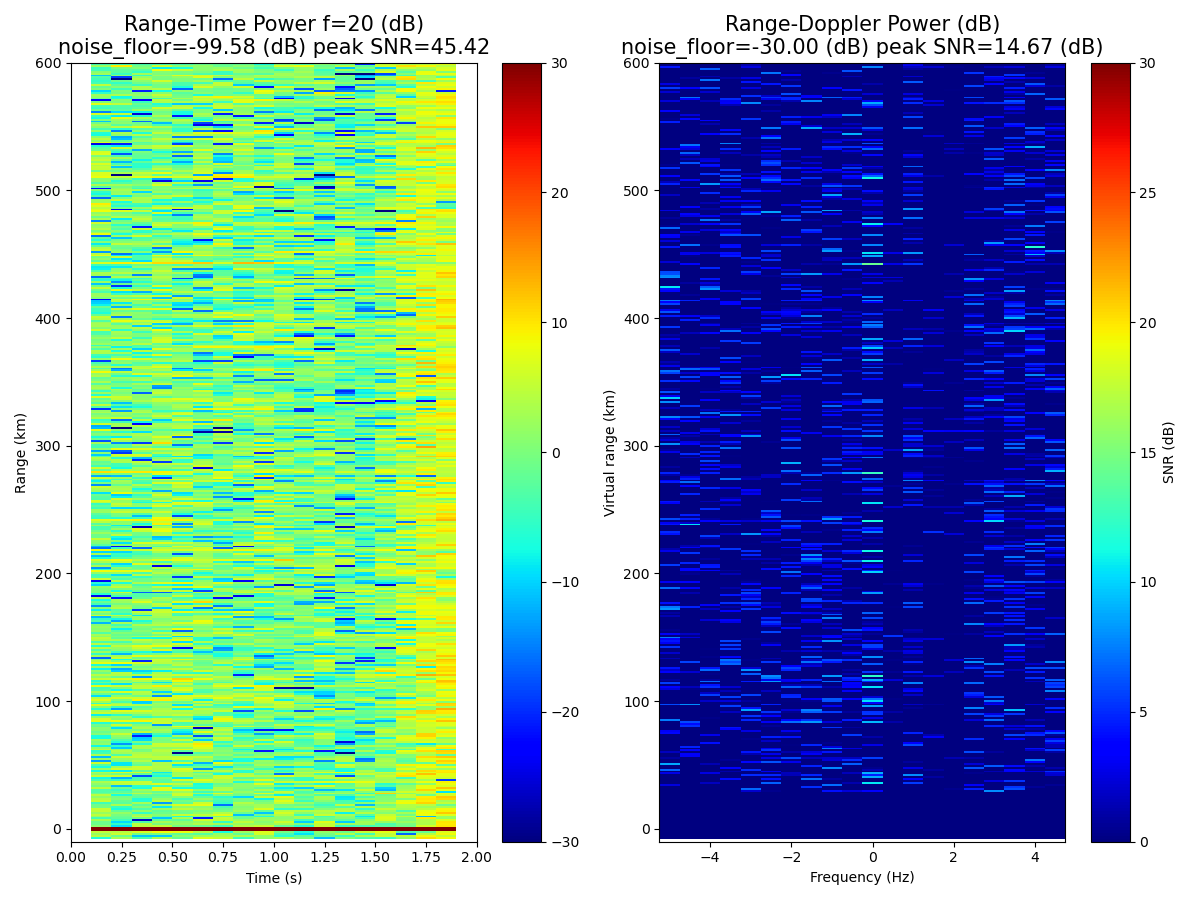 Range-Time Power f=20 (dB)
noise_floor=-99.58 (dB) peak SNR=45.42
Range (km)
600
500
400
300
200
100
0
0.00 0.25 0.50 0.75 1.00 1.25 1.50 1.75 2.00
Time (s)
30
20
10
0
−10
−20
−30
Range-Doppler Power (dB)
noise_floor=-30.00 (dB) peak SNR=14.67 (dB)
Virtual range (km)
600
500
400
300
200
100
0
−4 −2 0 2 4
Frequency (Hz)
30
25
20
15
10
5
0
SNR (dB)